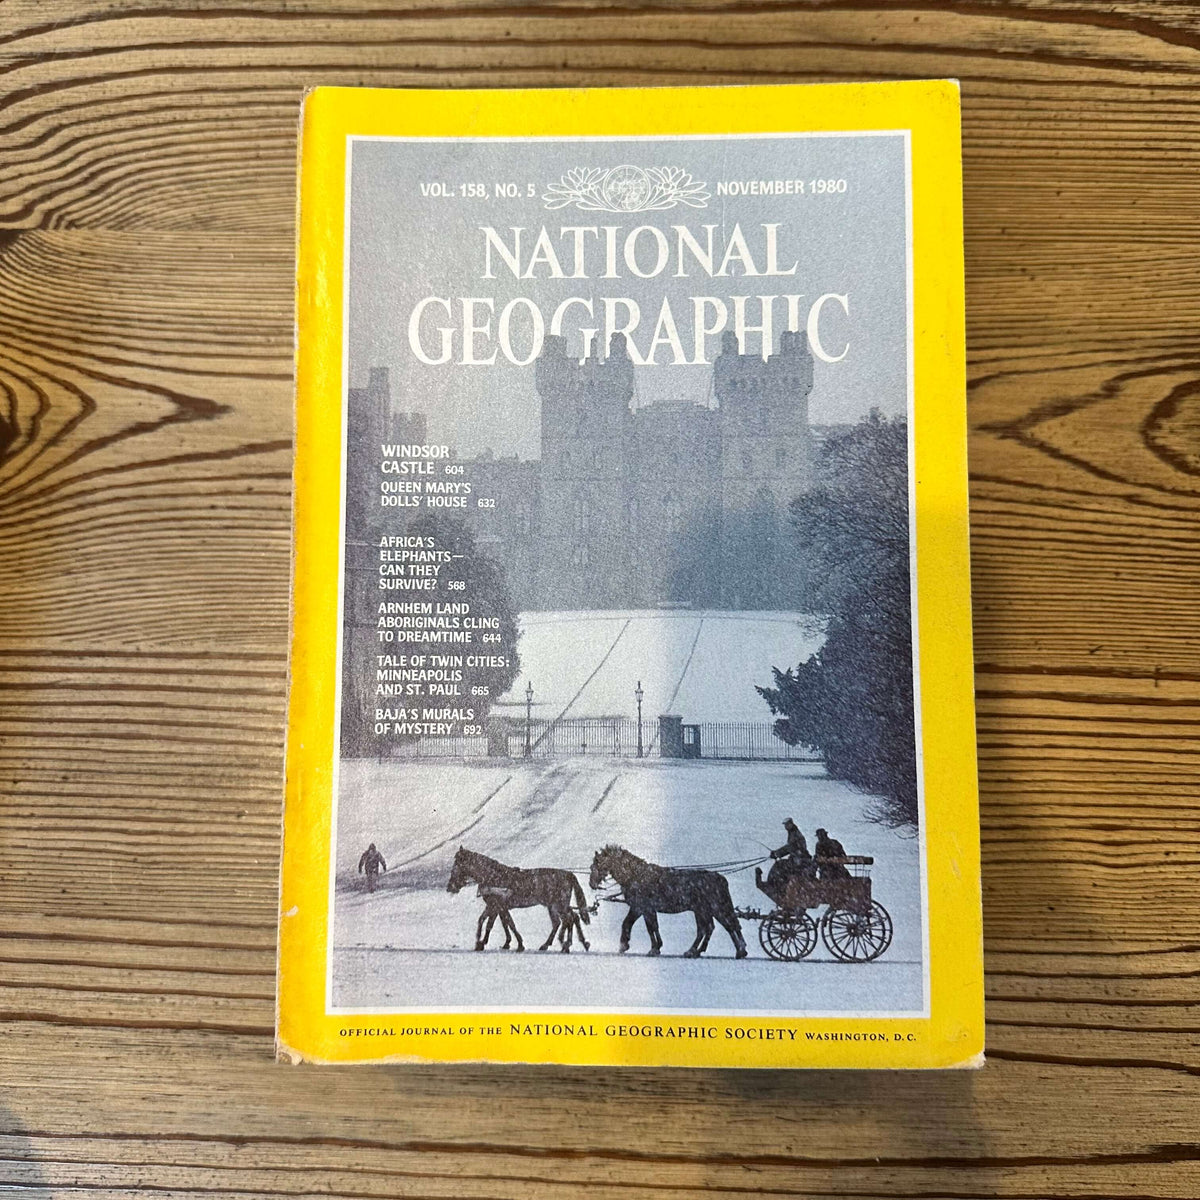 VOL. 158, NO. 5 NOVEMBER 1980
NATIONAL
GEOGRAPHIC
WINDSOR
CASTLE 604
QUEEN MARY'S
DOLLS' HOUSE 632
AFRICA'S
ELEPHANTS—
CAN THEY
SURVIVE? 568
ARNHEM LAND
ABORIGINALS CLING
TO DREAMTIME 644
TALE OF TWIN CITIES:
MINNEAPOLIS
AND ST. PAUL 665
BAJA'S MURALS
OF MYSTERY 692
OFFICIAL JOURNAL OF THE NATIONAL GEOGRAPHIC SOCIETY WASHINGTON, D.C.